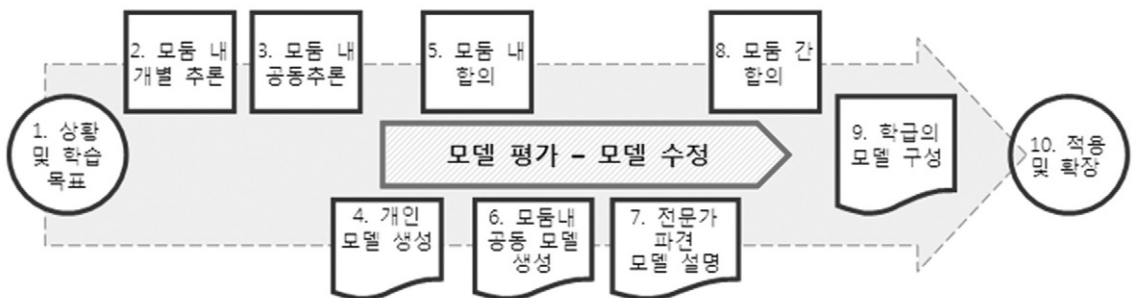 1. 상황
및 학습
목표
2. 모둠 내
개별 추론
3. 모둠 내
공동추론
4. 개인
모델 생성
5. 모둠 내
합의
6. 모둠내
공동 모델
생성
7. 전문가
파견
모델 설명
8. 모둠 간
합의
모델 평가 – 모델 수정
9. 학급의
모델 구성
10. 적용
및 확장